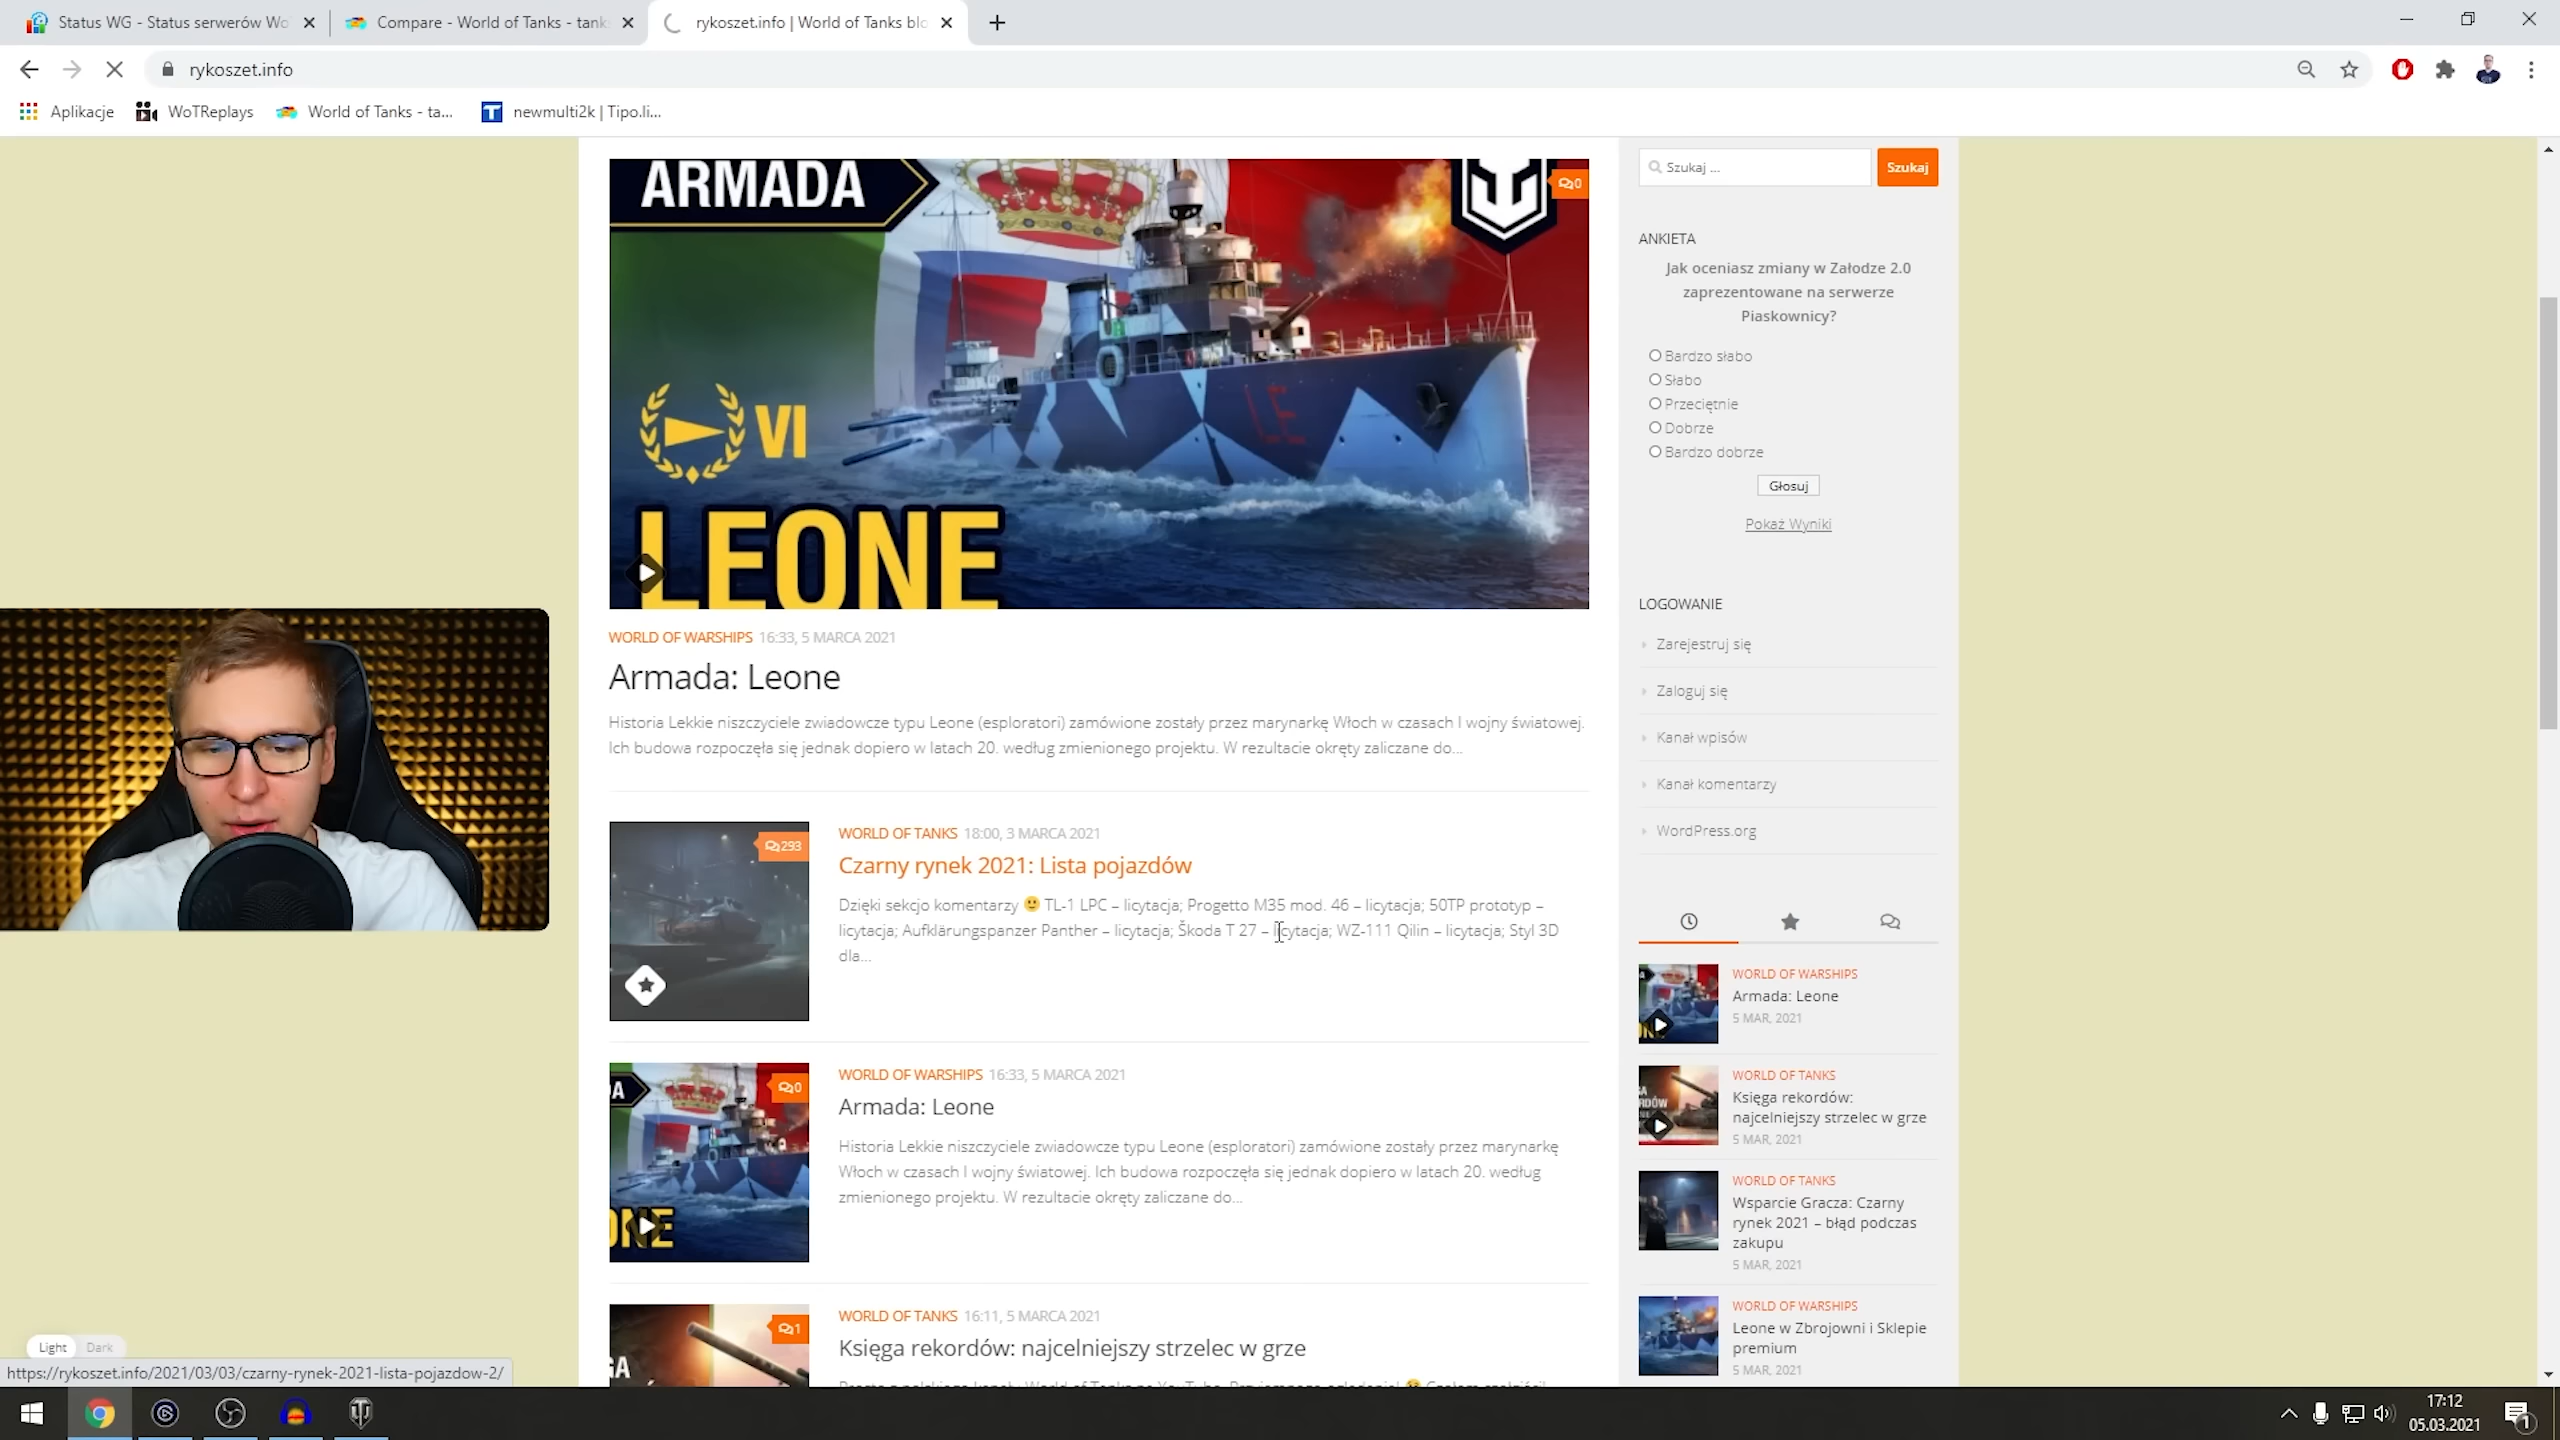 Status WG - Status serwerów Wo
Compare - World of Tanks - tank
rykoszet.info | World of Tanks blo
rykoszet.info
Aplikacje
WoTReplays
World of Tanks - ta...
newmulti2k | Tipo.li...
ARMADA
0
VI
LEONE
WORLD OF WARSHIPS 16:33, 5 MARCA 2021
Armada: Leone
Historia Lekkie niszczyciele zwiadowcze typu Leone (esploratori) zamówione zostały przez marynarkę Włoch w czasach I wojny światowej.
Ich budowa rozpoczęła się jednak dopiero w latach 20. według zmienionego projektu. W rezultacie okręty zaliczane do...
293
WORLD OF TANKS 18:00, 3 MARCA 2021
Czarny rynek 2021: Lista pojazdów
Dzięki sekcjo komentarzy 🙂 TL-1 LPC – licytacja; Progetto M35 mod. 46 – licytacja; 50TP prototyp –
licytacja; Aufklärungspanzer Panther – licytacja; Škoda T 27 – licytacja; WZ-111 Qilin – licytacja; Styl 3D
dla...
0
WORLD OF WARSHIPS 16:33, 5 MARCA 2021
Armada: Leone
Historia Lekkie niszczyciele zwiadowcze typu Leone (esploratori) zamówione zostały przez marynarkę
Włoch w czasach I wojny światowej. Ich budowa rozpoczęła się jednak dopiero w latach 20. według
zmienionego projektu. W rezultacie okręty zaliczane do...
1
WORLD OF TANKS 16:11, 5 MARCA 2021
Księga rekordów: najcelniejszy strzelec w grze
Szukaj ...
Szukaj
ANKIETA
Jak oceniasz zmiany w Załodze 2.0
zaprezentowane na serwerze
Piaskownicy?
Bardzo słabo
Słabo
Przeciętnie
Dobrze
Bardzo dobrze
Głosuj
Pokaż Wyniki
LOGOWANIE
Zarejestruj się
Zaloguj się
Kanał wpisów
Kanał komentarzy
WordPress.org
WORLD OF WARSHIPS
Armada: Leone
5 MAR, 2021
WORLD OF TANKS
Księga rekordów:
najcelniejszy strzelec w grze
5 MAR, 2021
WORLD OF TANKS
Wsparcie Gracza: Czarny
rynek 2021 – błąd podczas
zakupu
5 MAR, 2021
WORLD OF WARSHIPS
Leone w Zbrojowni i Sklepie
premium
5 MAR, 2021
Light Dark
https://rykoszet.info/2021/03/03/czarny-rynek-2021-lista-pojazdow-2/
17:12
05.03.2021
1